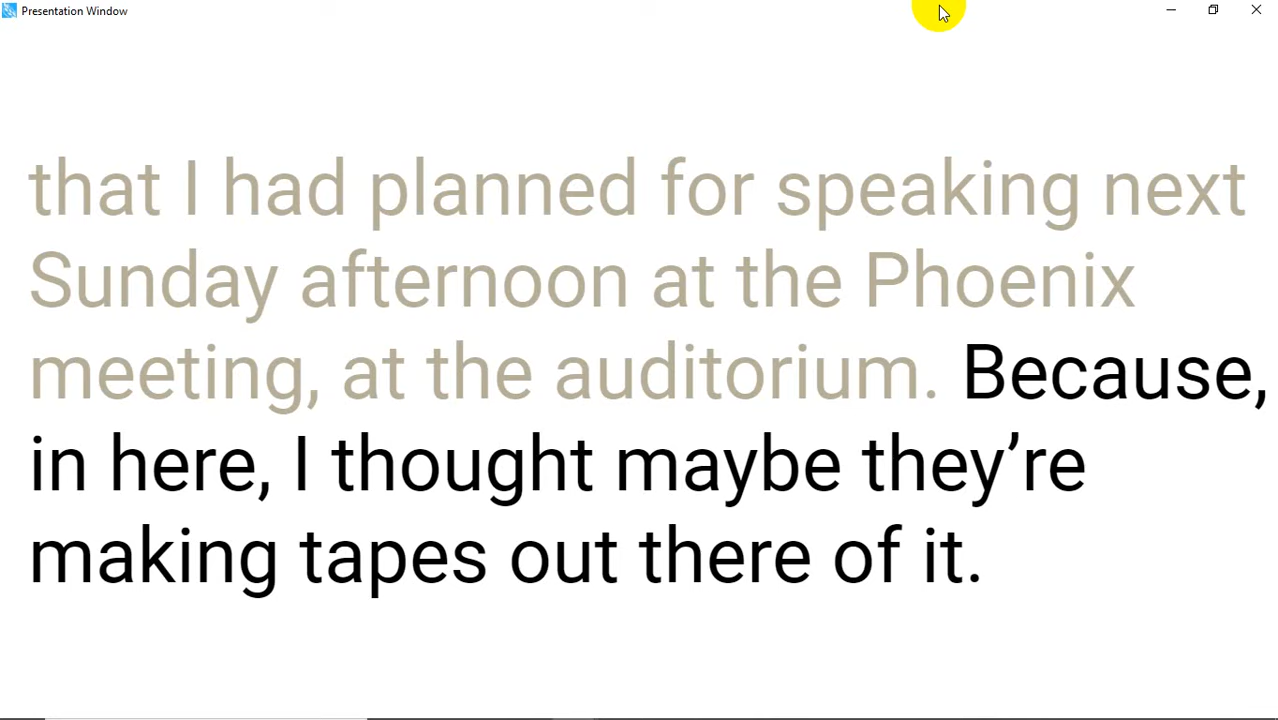 Presentation Window
that I had planned for speaking next
Sunday afternoon at the Phoenix
meeting, at the auditorium. Because,
in here, I thought maybe they’re
making tapes out there of it.